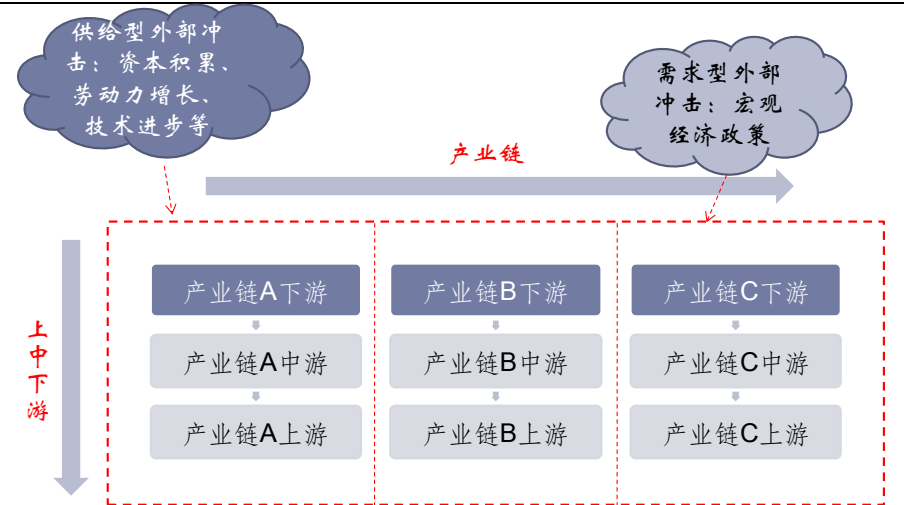 供给型外部冲
击：资本积累、
劳动力增长、
技术进步等
需求型外部
冲击：宏观
经济政策
产业链
上
中
下
游
产业链A下游
产业链B下游
产业链C下游
产业链A中游
产业链B中游
产业链C中游
产业链A上游
产业链B上游
产业链C上游